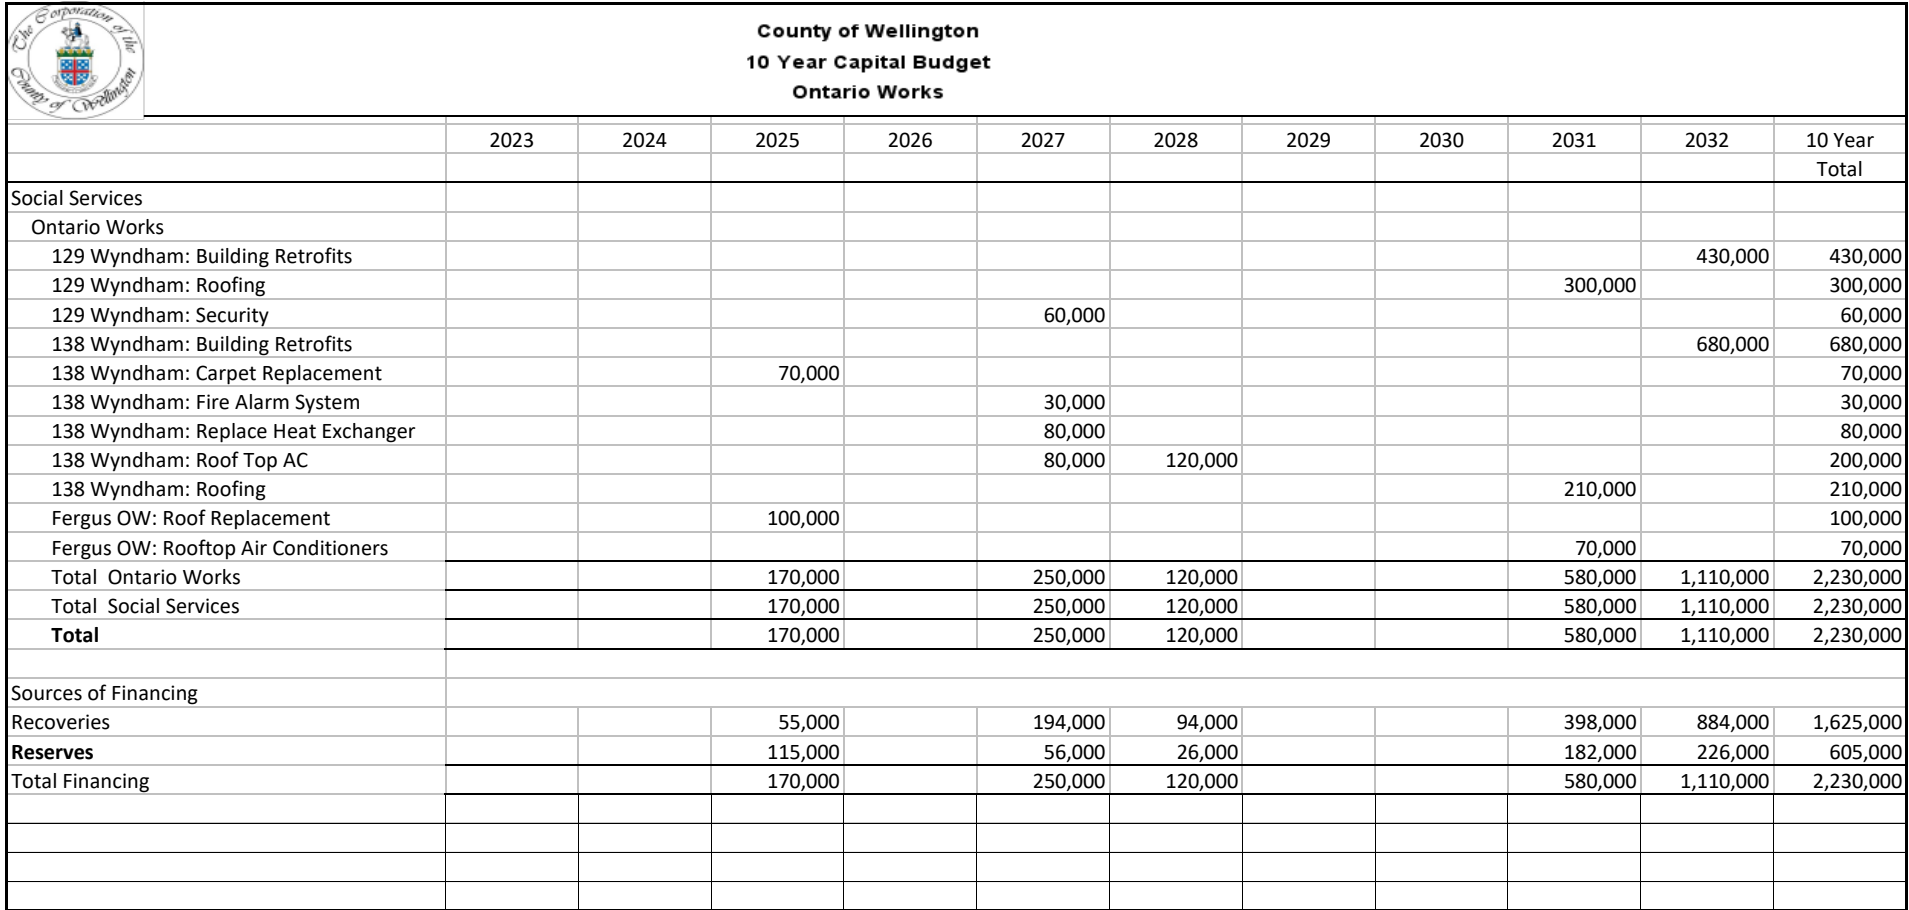 The Corporation of the
County of Wellington
County of Wellington
10 Year Capital Budget
Ontario Works
2023 2024 2025 2026 2027 2028 2029 2030 2031 2032 10 Year
Total
Social Services
Ontario Works
129 Wyndham: Building Retrofits 430,000 430,000
129 Wyndham: Roofing 300,000 300,000
129 Wyndham: Security 60,000 60,000
138 Wyndham: Building Retrofits 680,000 680,000
138 Wyndham: Carpet Replacement 70,000 70,000
138 Wyndham: Fire Alarm System 30,000 30,000
138 Wyndham: Replace Heat Exchanger 80,000 80,000
138 Wyndham: Roof Top AC 80,000 120,000 200,000
138 Wyndham: Roofing 210,000 210,000
Fergus OW: Roof Replacement 100,000 100,000
Fergus OW: Rooftop Air Conditioners 70,000 70,000
Total Ontario Works 170,000 250,000 120,000 580,000 1,110,000 2,230,000
Total Social Services 170,000 250,000 120,000 580,000 1,110,000 2,230,000
Total 170,000 250,000 120,000 580,000 1,110,000 2,230,000
Sources of Financing
Recoveries 55,000 194,000 94,000 398,000 884,000 1,625,000
Reserves 115,000 56,000 26,000 182,000 226,000 605,000
Total Financing 170,000 250,000 120,000 580,000 1,110,000 2,230,000